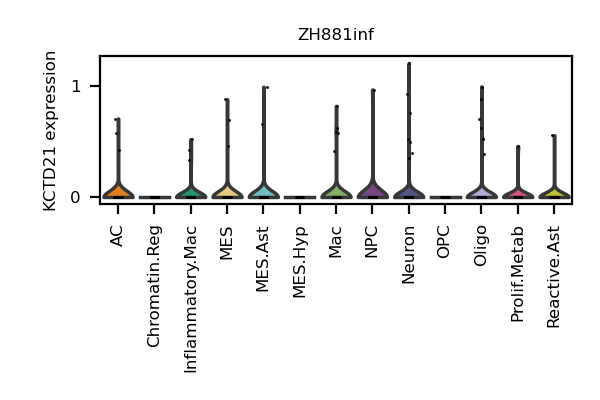 ZH881inf
KCTD21 expression
1
0
AC
Chromatin.Reg
Inflammatory.Mac
MES
MES.Ast
MES.Hyp
Mac
NPC
Neuron
OPC
Oligo
Prolif.Metab
Reactive.Ast